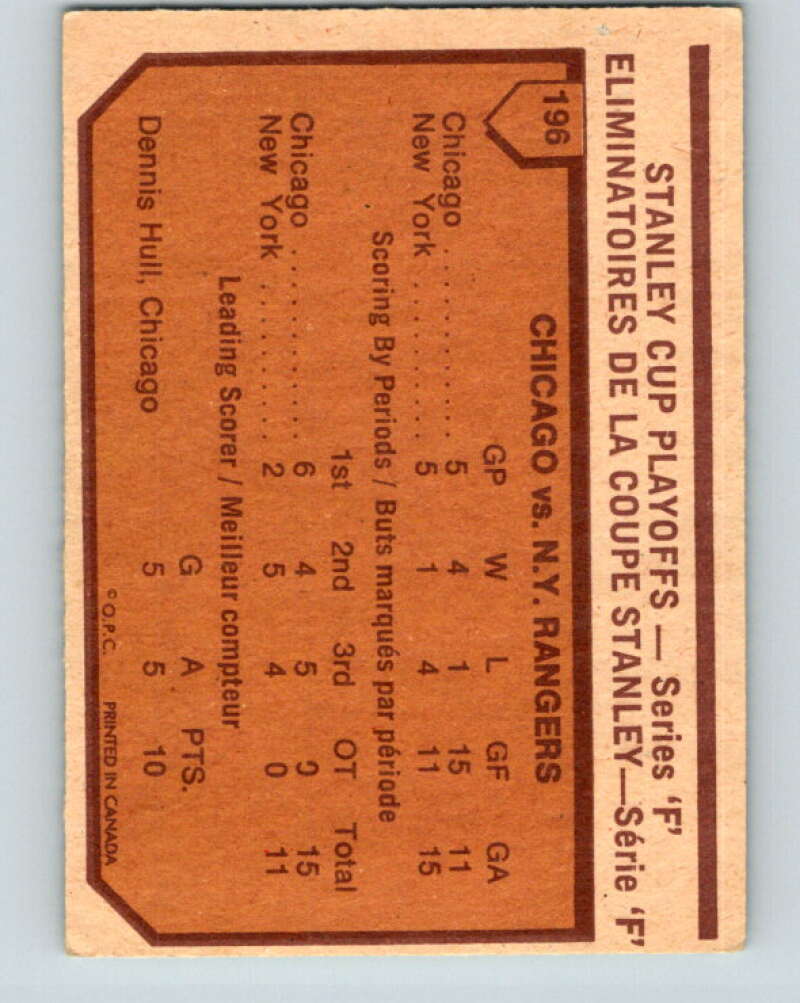 STANLEY CUP PLAYOFFS — Series 'F'
ELIMINATOIRES DE LA COUPE STANLEY—Série 'F'
196
CHICAGO vs. N.Y. RANGERS
GP W L GF GA
Chicago . . . . . . . . . . 5 4 1 15 11
New York . . . . . . . . . 5 1 4 11 15
Scoring By Periods / Buts marqués par période
1st 2nd 3rd OT Total
Chicago . . . . . . . . . . 6 4 5 0 15
New York . . . . . . . . . 2 5 4 0 11
Leading Scorer / Meilleur compteur
G A PTS.
Dennis Hull, Chicago 5 5 10
© O.P.C. PRINTED IN CANADA